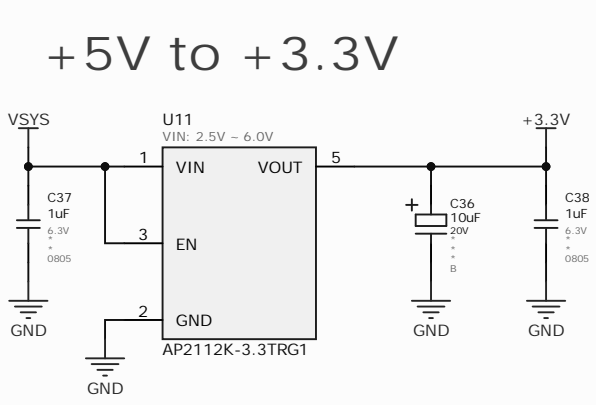 +5V to +3.3V
VSYS
U11
VIN: 2.5V ~ 6.0V
+3.3V
1
VIN
VOUT
5
C37
1uF
6.3V
*
*
0805
+
C36
10uF
20V
*
*
*
B
C38
1uF
6.3V
*
*
0805
3
EN
2
GND
GND
GND
GND
AP2112K-3.3TRG1
GND